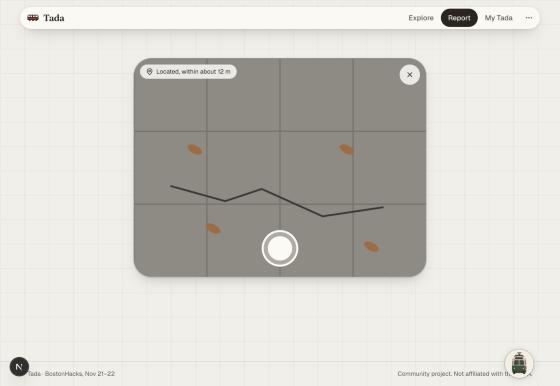 Tada
Explore
Report
My Tada
Located, within about 12 m
N
Tada · BostonHacks, Nov 21–22
Community project. Not affiliated with